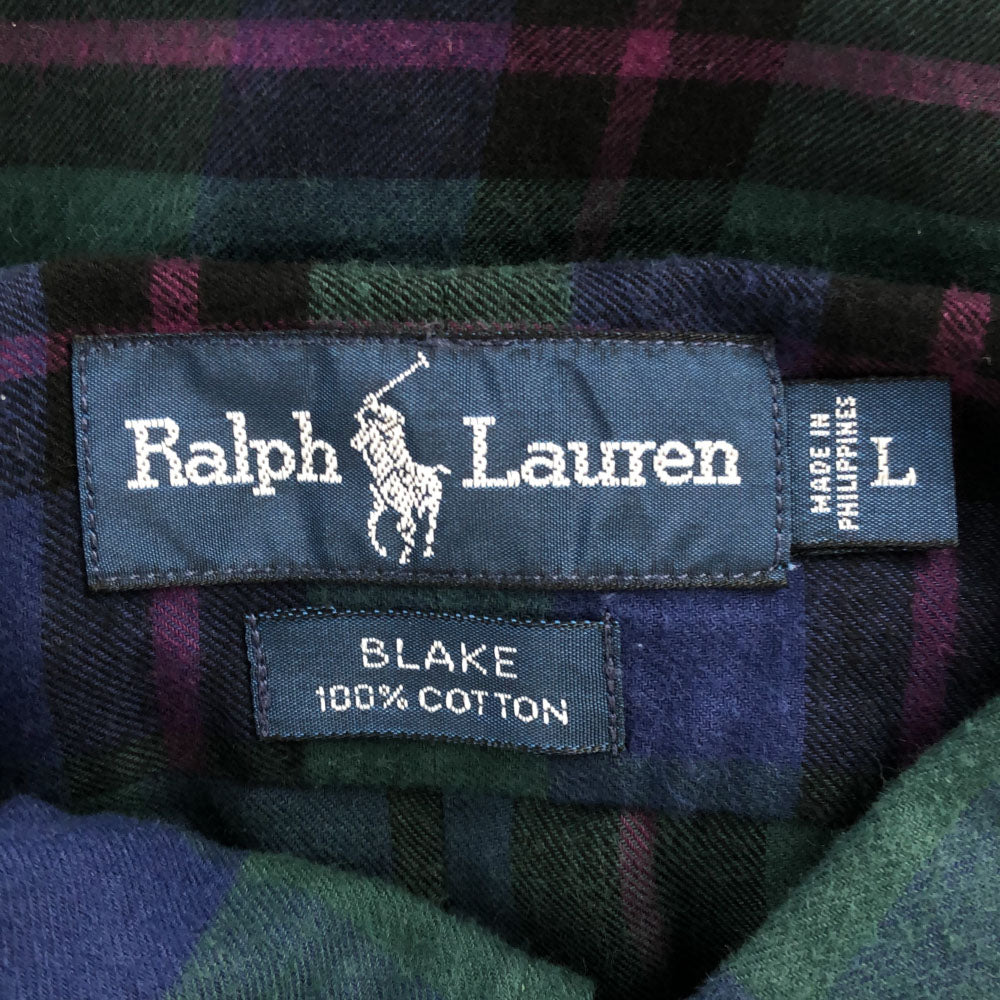 Ralph Lauren
MADE IN
PHILIPPINES
L
BLAKE
100% COTTON